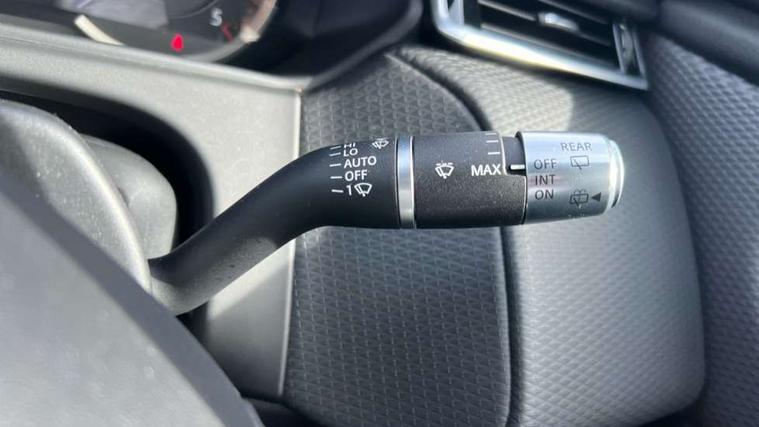 S
HI
LO
AUTO
OFF
1
MAX
REAR
OFF
INT
ON